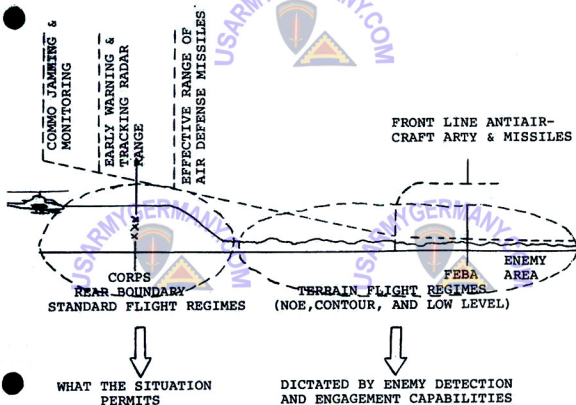 COMMO JAMMING &
MONITORING
EARLY WARNING &
TRACKING RADAR
RANGE
EFFECTIVE RANGE OF
AIR DEFENSE MISSILES
FRONT LINE ANTIAIR-
CRAFT ARTY & MISSILES
XXX
CORPS
REAR BOUNDARY
STANDARD FLIGHT REGIMES
FEBA
ENEMY
AREA
TERRAIN FLIGHT REGIMES
(NOE,CONTOUR, AND LOW LEVEL)
WHAT THE SITUATION
PERMITS
DICTATED BY ENEMY DETECTION
AND ENGAGEMENT CAPABILITIES
USARMYGERMANY.COM
USARMYGERMANY.COM
USARMYGERMANY.COM